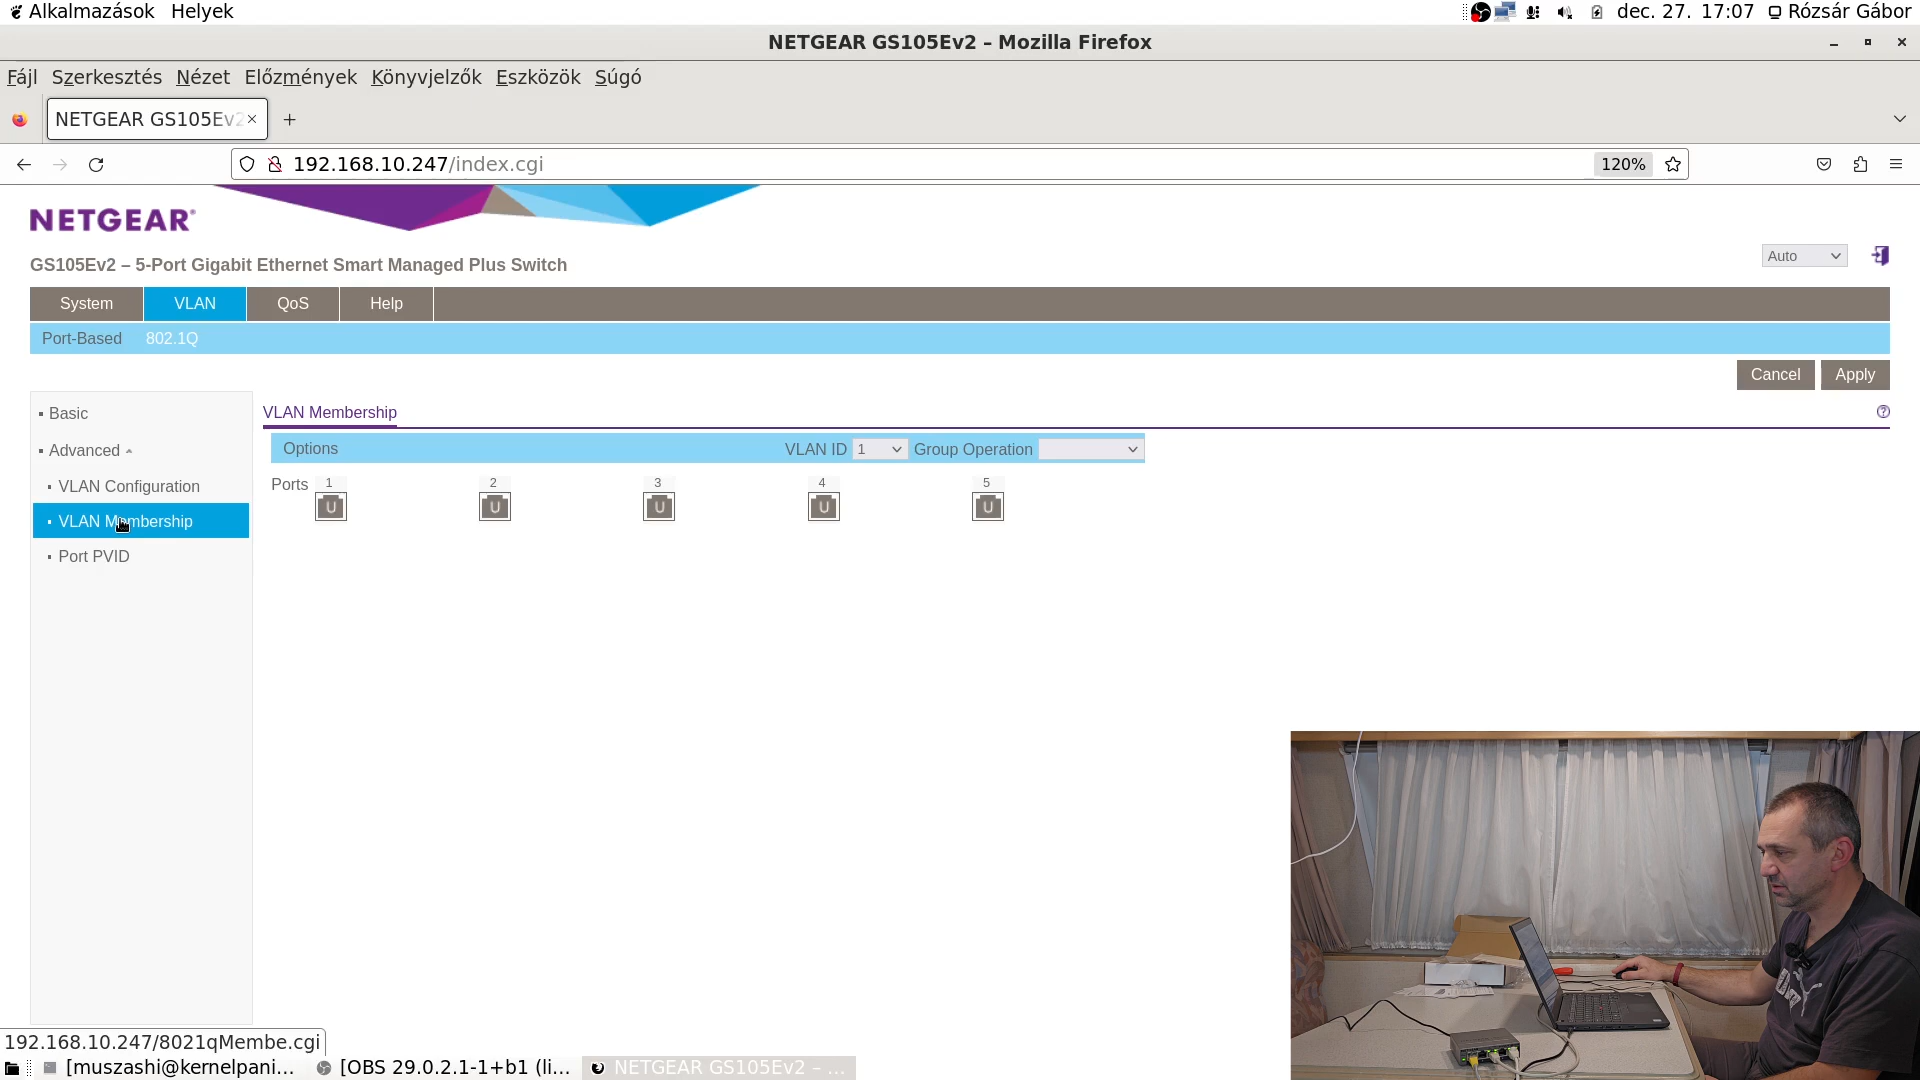 Alkalmazások Helyek dec. 27. 17:07 Rózsár Gábor
NETGEAR GS105Ev2 – Mozilla Firefox
Fájl Szerkesztés Nézet Előzmények Könyvjelzők Eszközök Súgó
NETGEAR GS105Ev2
192.168.10.247/index.cgi 120%
NETGEAR
GS105Ev2 – 5-Port Gigabit Ethernet Smart Managed Plus Switch
Auto
System VLAN QoS Help
Port-Based 802.1Q
Cancel Apply
Basic
Advanced
VLAN Configuration
VLAN Membership
Port PVID
VLAN Membership
Options VLAN ID 1 Group Operation
Ports 1 2 3 4 5
U U U U U
192.168.10.247/8021qMembe.cgi
[muszashi@kernelpani... [OBS 29.0.2.1-1+b1 (li... NETGEAR GS105Ev2 – ...